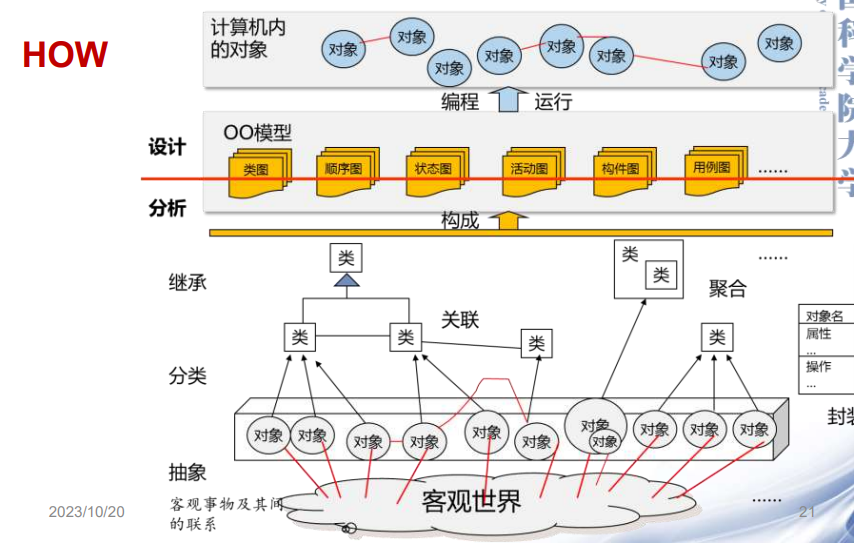 HOW
计算机内
的对象
对象
对象
对象
对象
对象
对象
对象
对象
编程
运行
设计
OO模型
类图
顺序图
状态图
活动图
构件图
用例图
......
分析
构成
继承
类
类
类
......
聚合
关联
类
类
类
类
对象名
属性
...
操作
...
分类
封装
对象
对象
对象
对象
对象
对象
对象
对象
对象
对象
对象
抽象
客观事物及其间
的联系
客观世界
......
2023/10/20
21
科学院大学